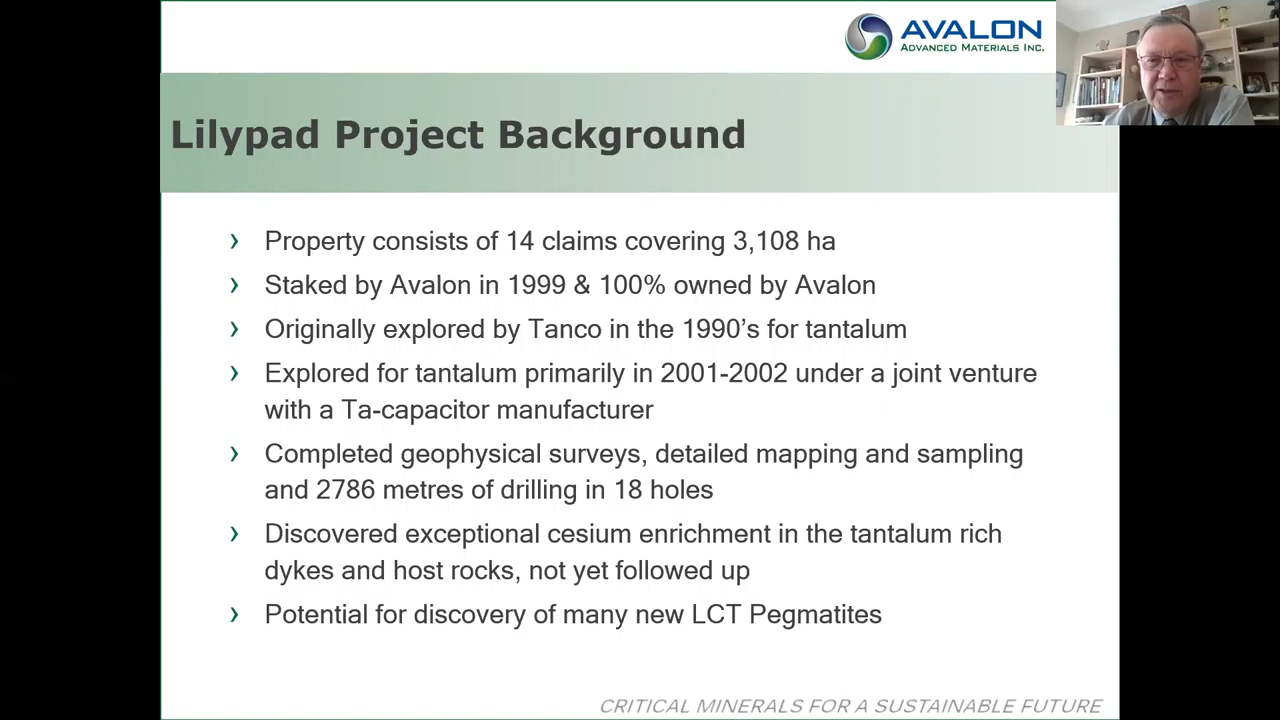 AVALON
ADVANCED MATERIALS INC.
Lilypad Project Background
› Property consists of 14 claims covering 3,108 ha
› Staked by Avalon in 1999 & 100% owned by Avalon
› Originally explored by Tanco in the 1990’s for tantalum
› Explored for tantalum primarily in 2001-2002 under a joint venture
with a Ta-capacitor manufacturer
› Completed geophysical surveys, detailed mapping and sampling
and 2786 metres of drilling in 18 holes
› Discovered exceptional cesium enrichment in the tantalum rich
dykes and host rocks, not yet followed up
› Potential for discovery of many new LCT Pegmatites
CRITICAL MINERALS FOR A SUSTAINABLE FUTURE